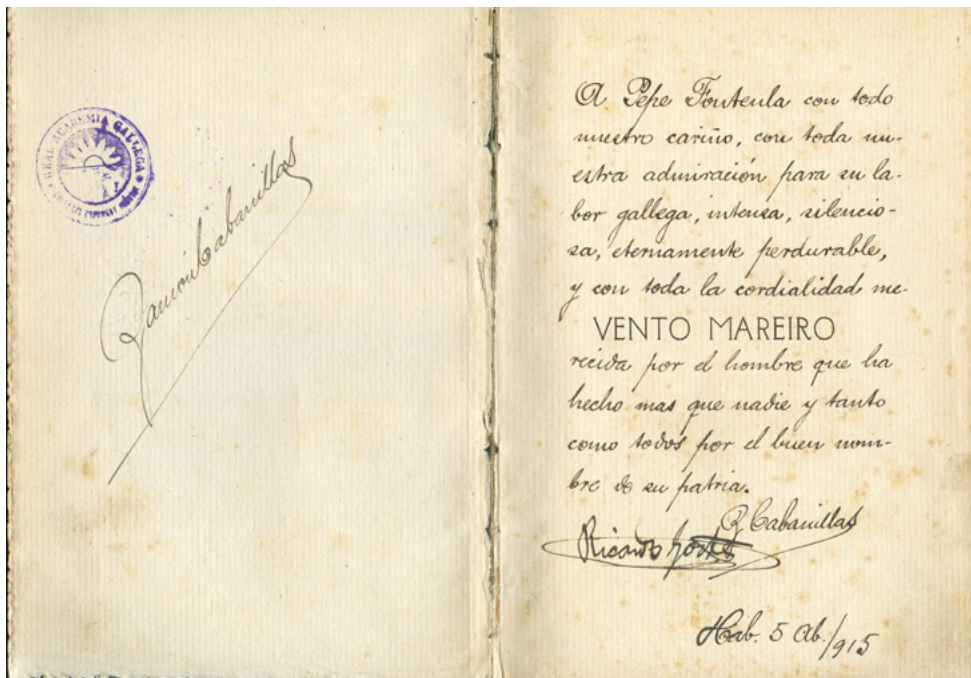 REAL ACADEMIA GALLEGA
Ramón Cabanillas
A Pepe Fontenla con todo
nuestro cariño, con toda nu-
estra admiración para su la-
bor gallega, intensa, silencio-
sa, eternamente perdurable,
y con toda la cordialidad me-
VENTO MAREIRO
recida por el hombre que ha
hecho mas que nadie y tanto
como todos por el buen nom-
bre de su patria.
R Cabanillas
Ricardo
Hab. 5 Ab./915